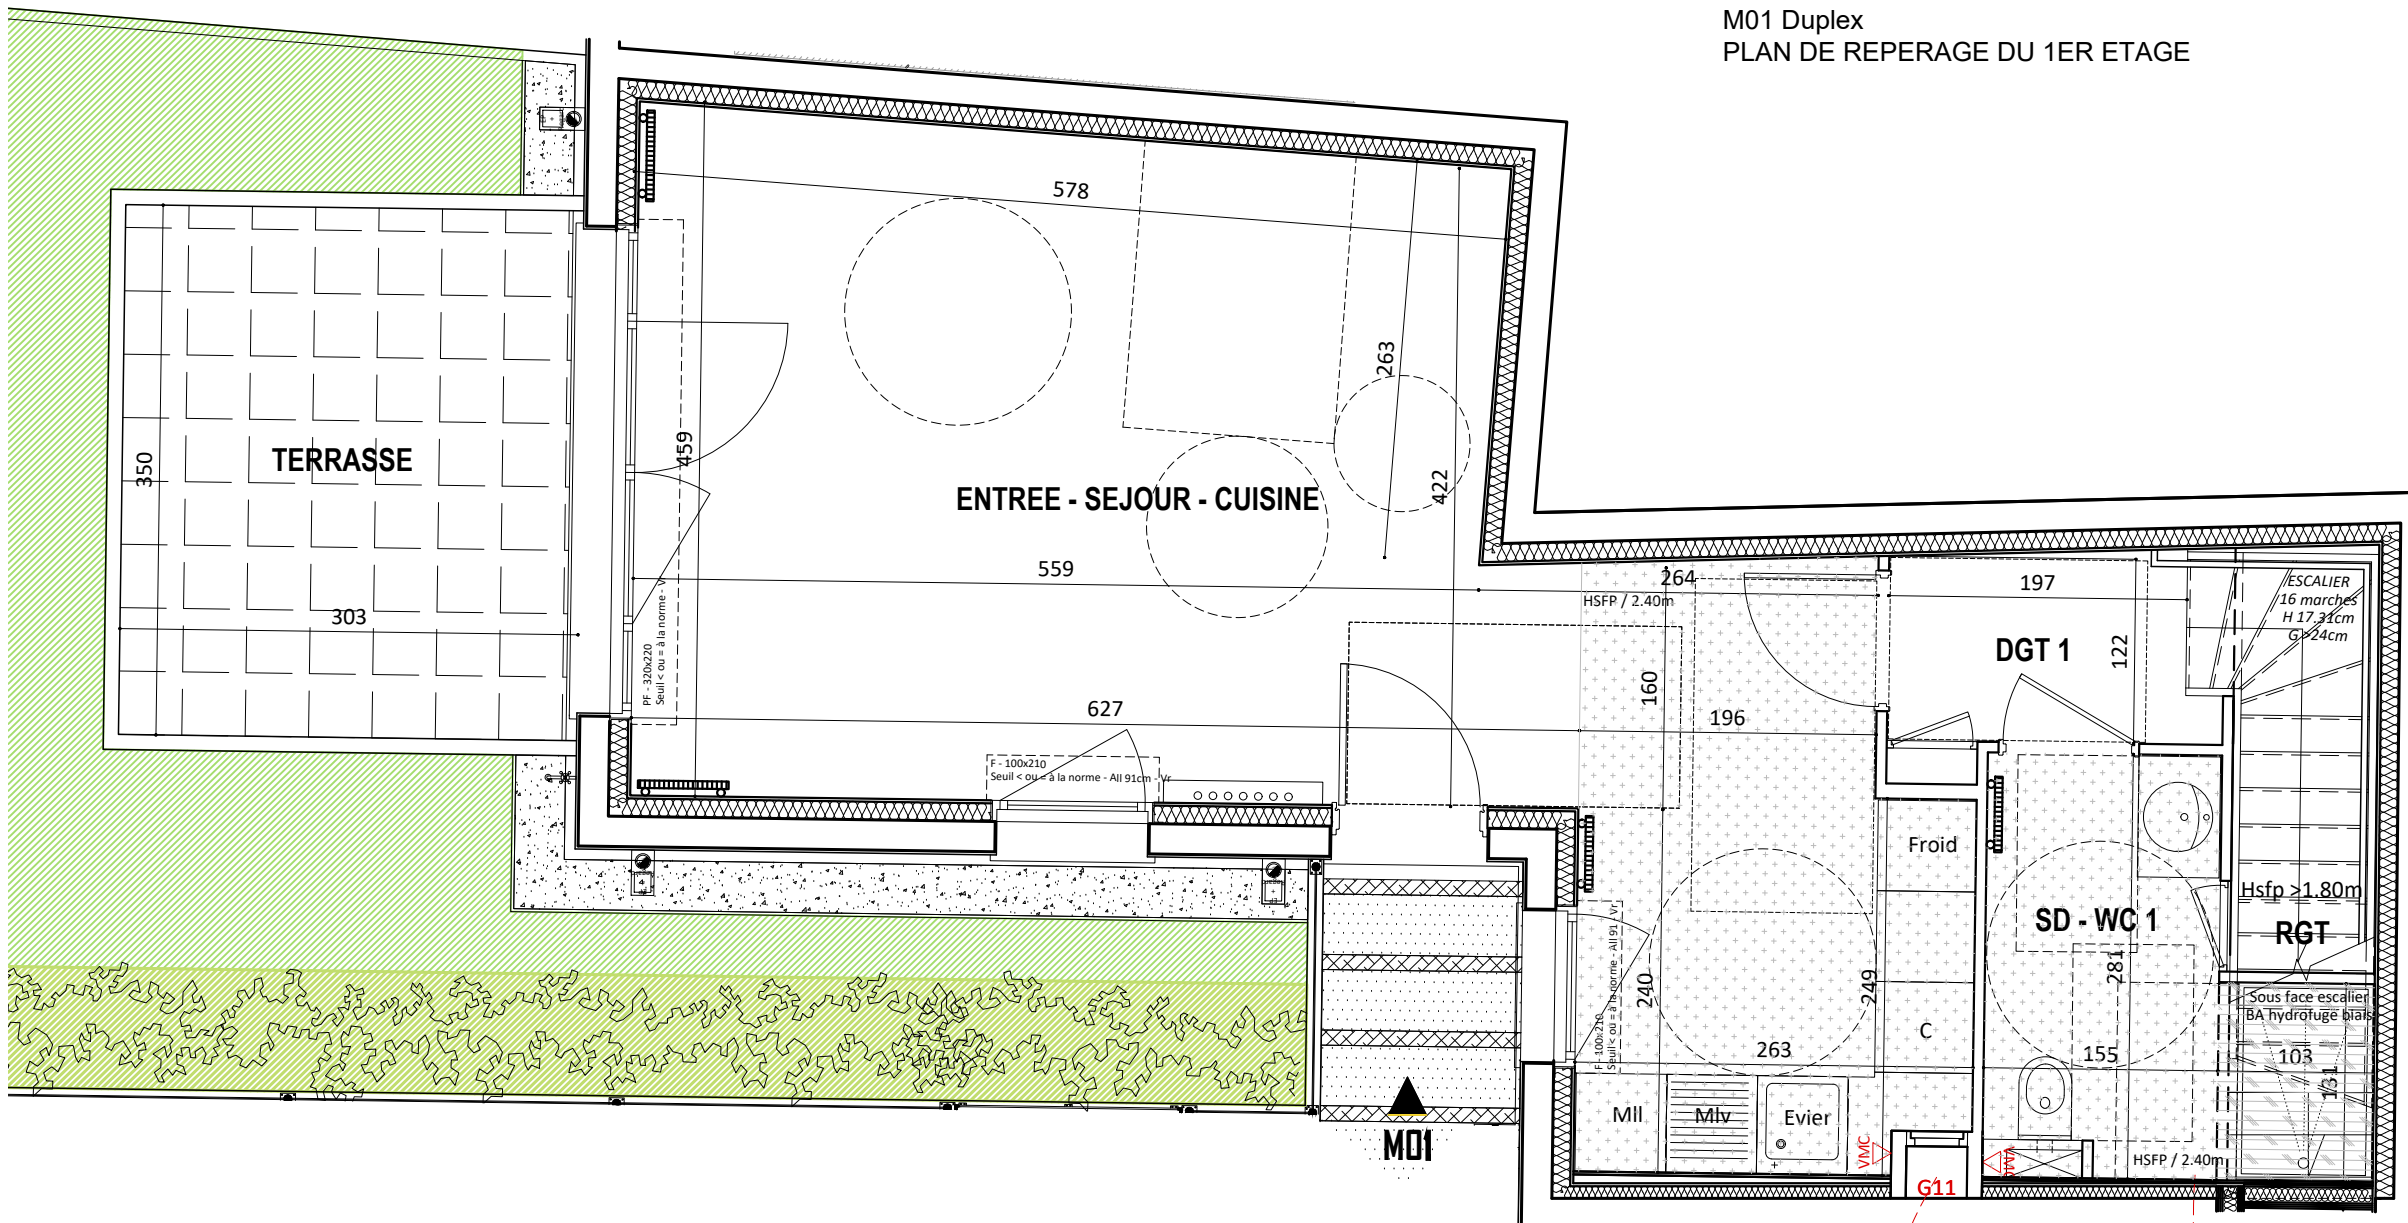 M01 Duplex
PLAN DE REPERAGE DU 1ER ETAGE
578
263
459
422
350
TERRASSE
ENTREE - SEJOUR - CUISINE
559
264
HSFP / 2.40m
197
ESCALIER
16 marches
H 17.31cm
G >24cm
303
DGT 1
122
PF - 320x220
Seuil < ou = à la norme - Vr
160
627
196
F - 100x210
Seuil < ou = à la norme - All 91cm - Vr
Froid
Hsfp >1.80m
SD - WC 1
RGT
281
240
249
F - 100x210
Seuil < ou = à la norme - All 91 - Vr
Sous face escalier
BA hydrofuge biais
C
263
155
103
131
Mll
Mlv
Evier
M01
VMC
VMC
HSFP / 2.40m
G11